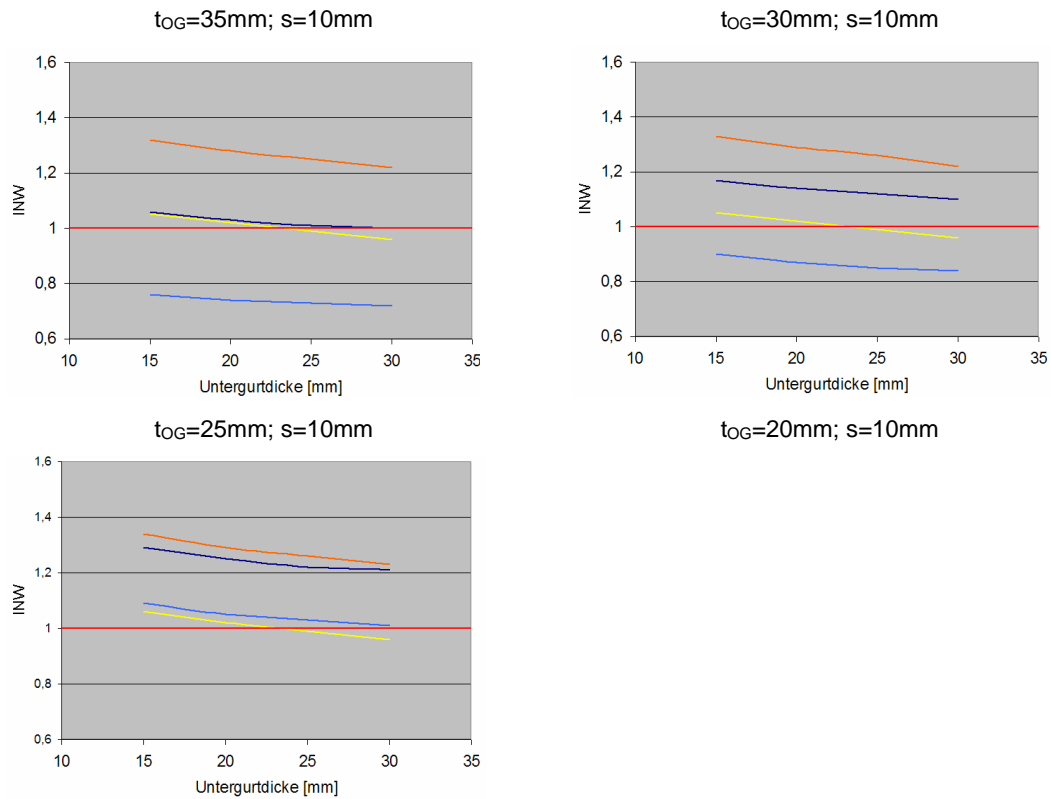 tOG=35mm; s=10mm
1,6
1,4
1,2
1
0,8
0,6
10 15 20 25 30 35
INW
Untergurtdicke [mm]
tOG=30mm; s=10mm
1,6
1,4
1,2
1
0,8
0,6
10 15 20 25 30 35
INW
Untergurtdicke [mm]
tOG=25mm; s=10mm
1,6
1,4
1,2
1
0,8
0,6
10 15 20 25 30 35
INW
Untergurtdicke [mm]
tOG=20mm; s=10mm